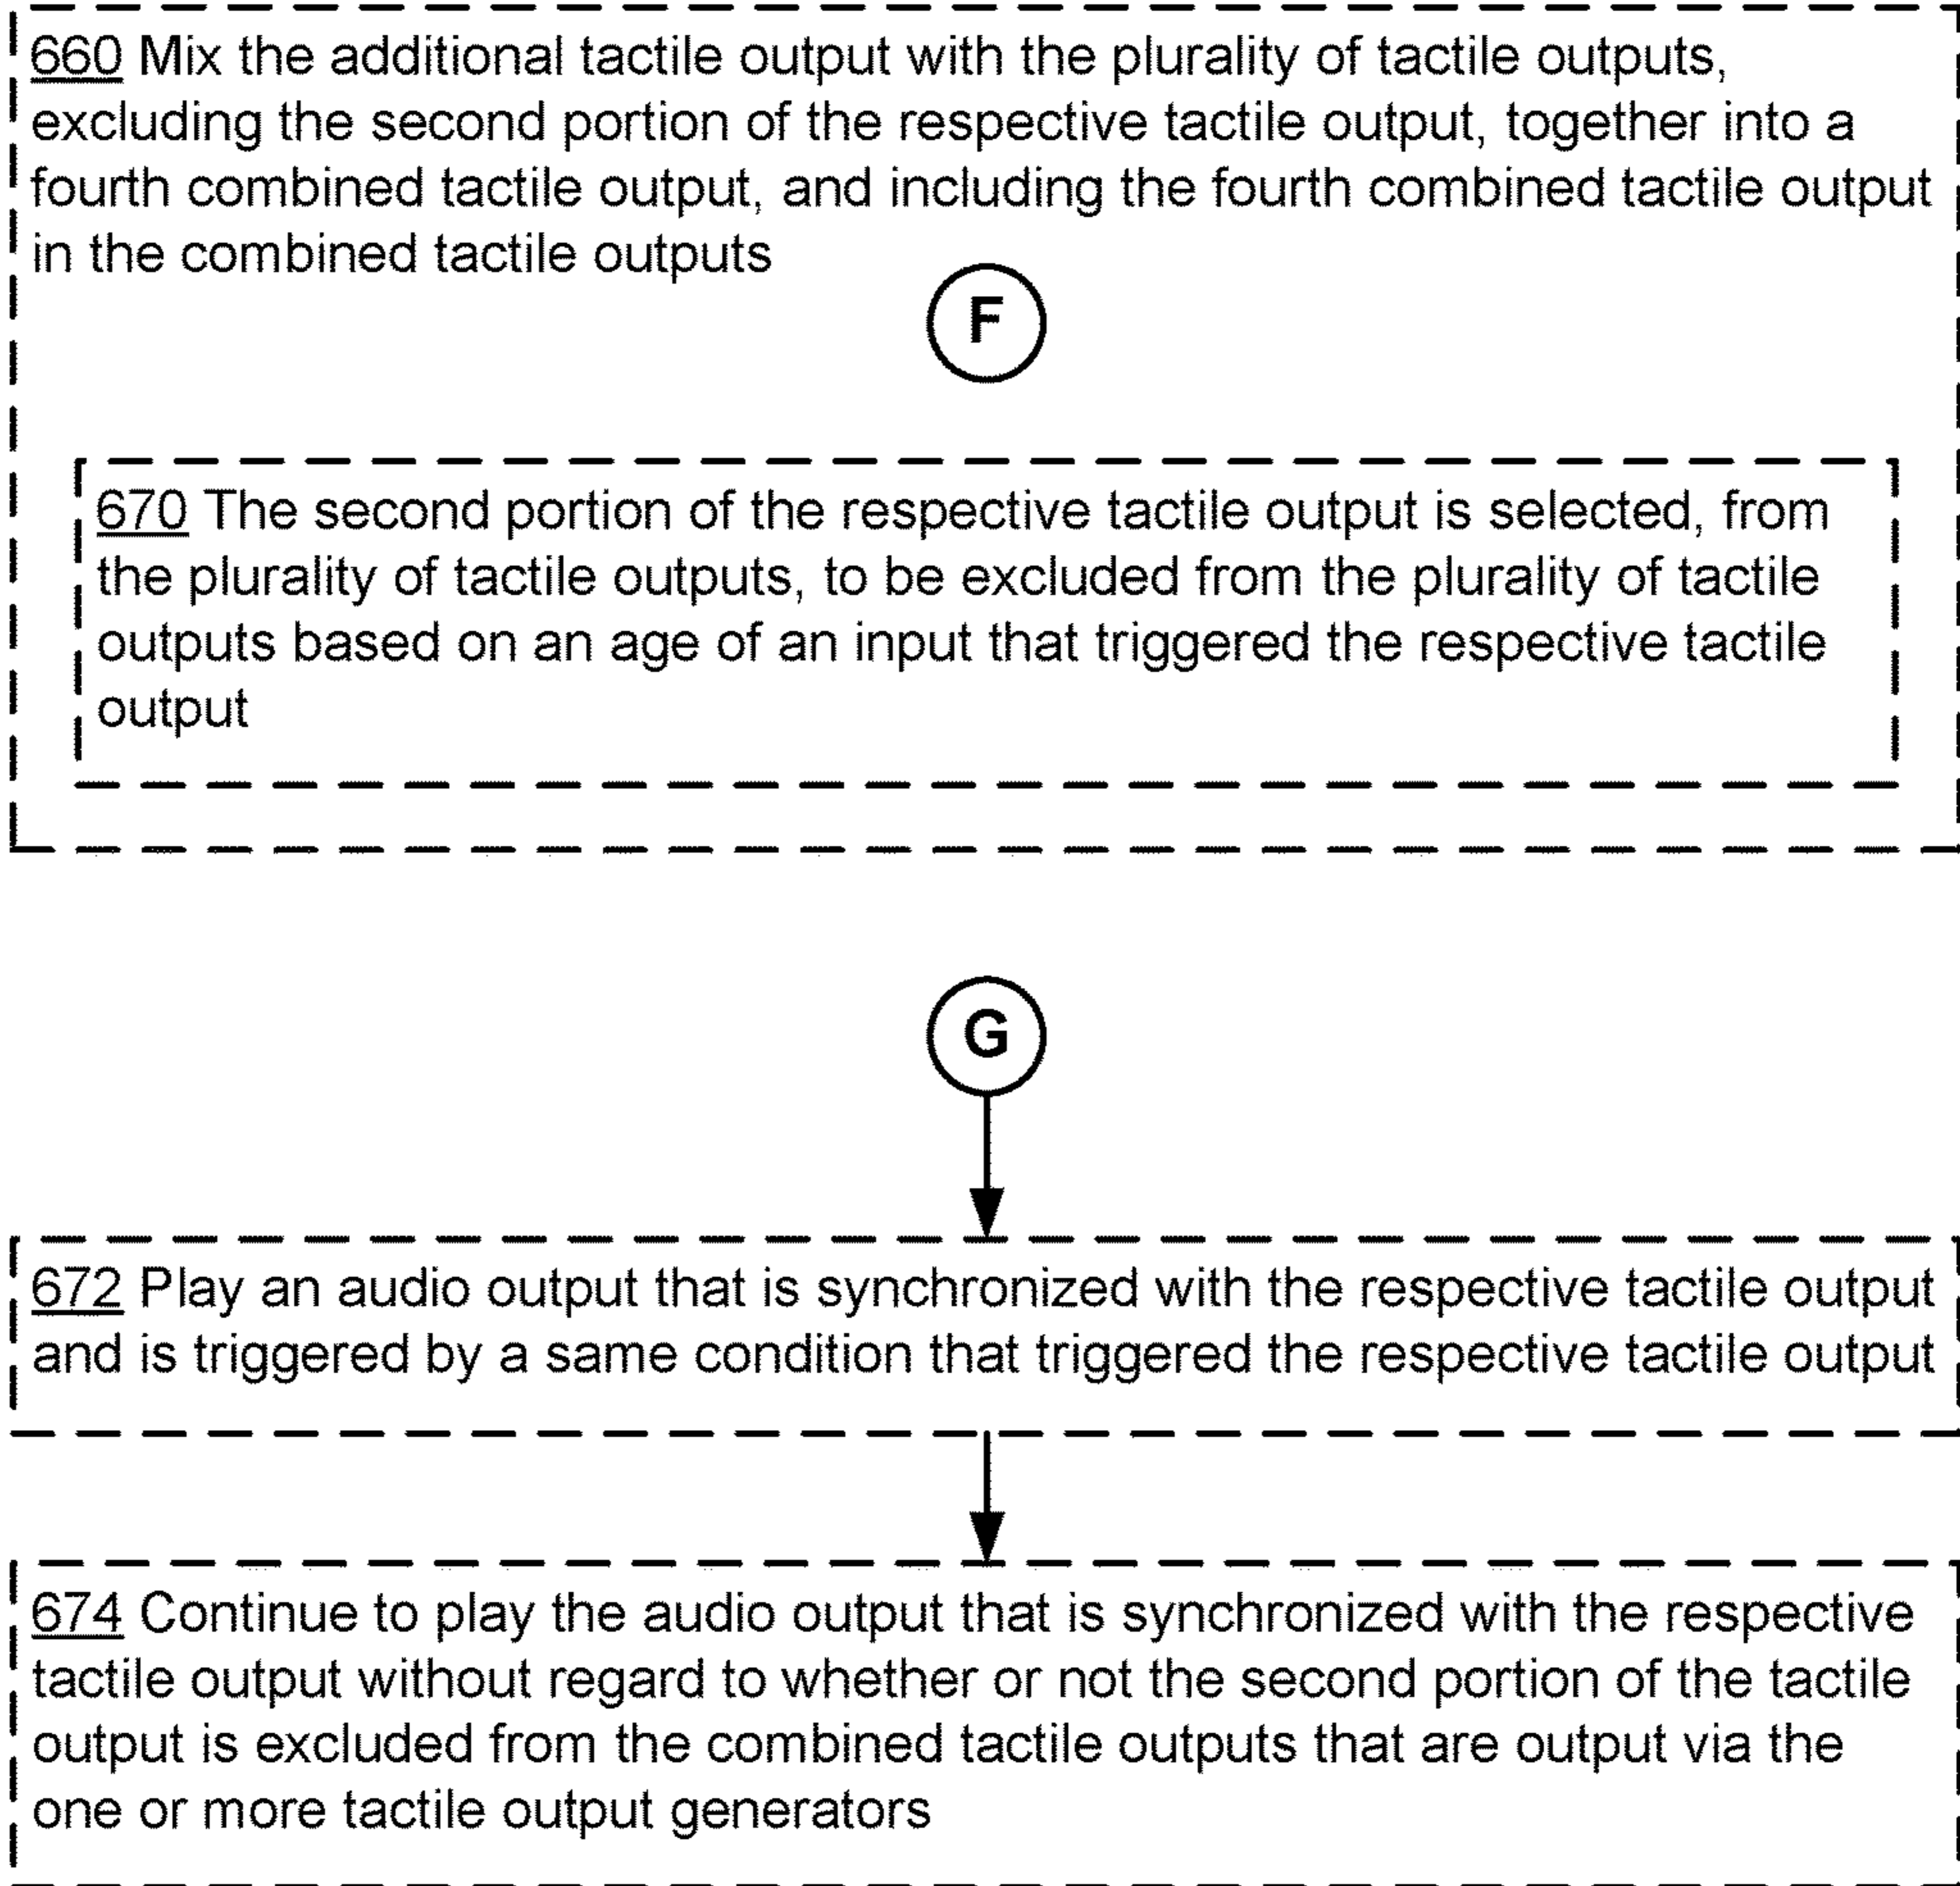 660 Mix the additional tactile output with the plurality of tactile outputs,
excluding the second portion of the respective tactile output, together into a
fourth combined tactile output, and including the fourth combined tactile output
in the combined tactile outputs
F
670 The second portion of the respective tactile output is selected, from
the plurality of tactile outputs, to be excluded from the plurality of tactile
outputs based on an age of an input that triggered the respective tactile
output
G
672 Play an audio output that is synchronized with the respective tactile output
and is triggered by a same condition that triggered the respective tactile output
674 Continue to play the audio output that is synchronized with the respective
tactile output without regard to whether or not the second portion of the tactile
output is excluded from the combined tactile outputs that are output via the
one or more tactile output generators